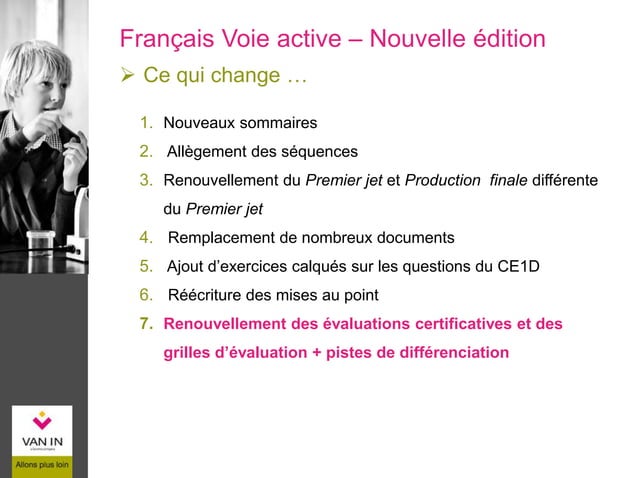 Français Voie active – Nouvelle édition
➢ Ce qui change …
1. Nouveaux sommaires
2. Allègement des séquences
3. Renouvellement du Premier jet et Production finale différente
du Premier jet
4. Remplacement de nombreux documents
5. Ajout d’exercices calqués sur les questions du CE1D
6. Réécriture des mises au point
7. Renouvellement des évaluations certificatives et des
grilles d’évaluation + pistes de différenciation
VAN IN
Allons plus loin